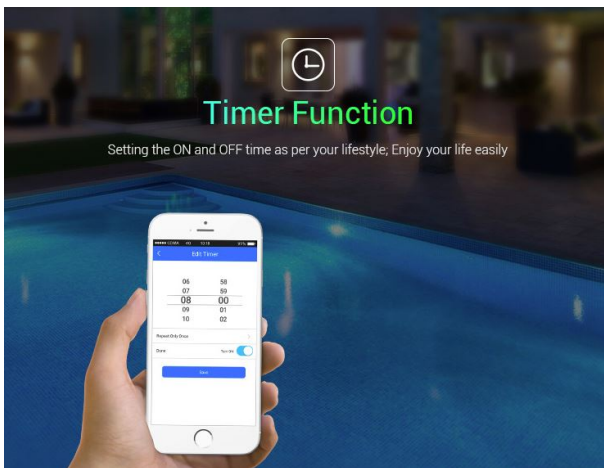 Timer Function
Setting the ON and OFF time as per your lifestyle; Enjoy your life easily
Edit Timer
06 58
07 59
08 00
09 01
10 02
Repeat Only Once
Done
Save